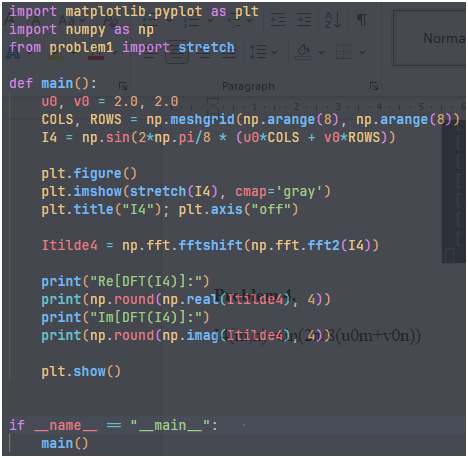 import matplotlib.pyplot as plt
import numpy as np
from problem1 import stretch
Norma
Paragraph
def main():
    u0, v0 = 2.0, 2.0
    COLS, ROWS = np.meshgrid(np.arange(8), np.arange(8))
    I4 = np.sin(2*np.pi/8 * (u0*COLS + v0*ROWS))
    plt.figure()
    plt.imshow(stretch(I4), cmap='gray')
    plt.title("I4"); plt.axis("off")
    Itilde4 = np.fft.fftshift(np.fft.fft2(I4))
    print("Re[DFT(I4)]:")
    print(np.round(np.real(Itilde4), 4))
    print("Im[DFT(I4)]:")
    print(np.round(np.imag(Itilde4), 4))
(u0m+v0n))
    plt.show()
if __name__ == "__main__":
    main()